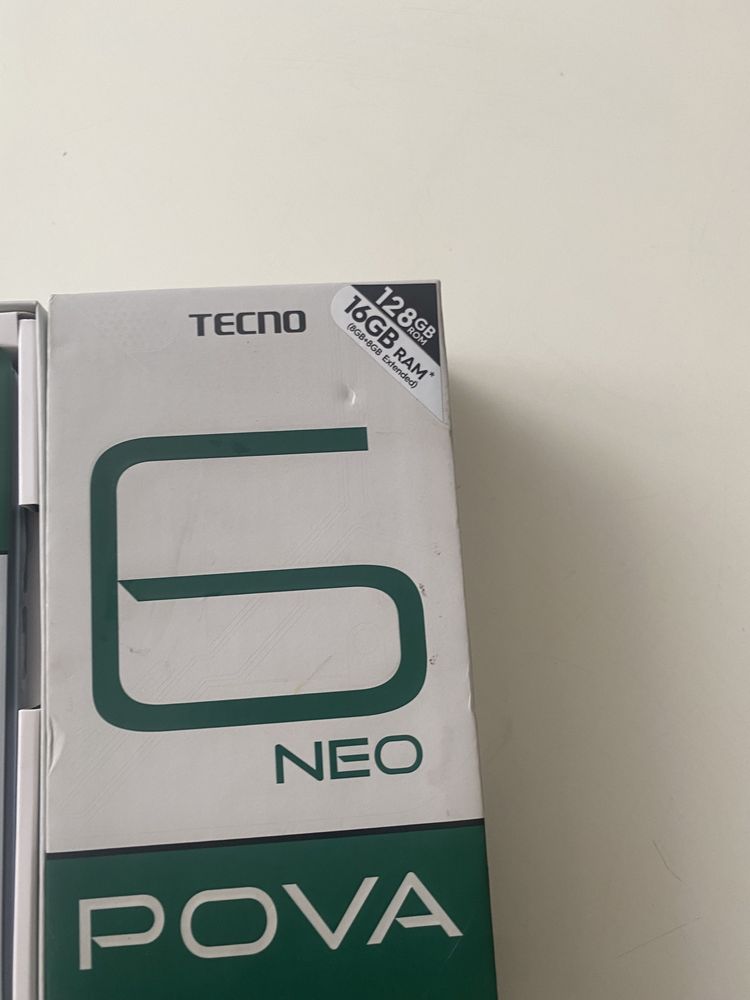 TECNO
128GB
ROM
16GB RAM*
(8GB+8GB Extended)
6
NEO
POVA